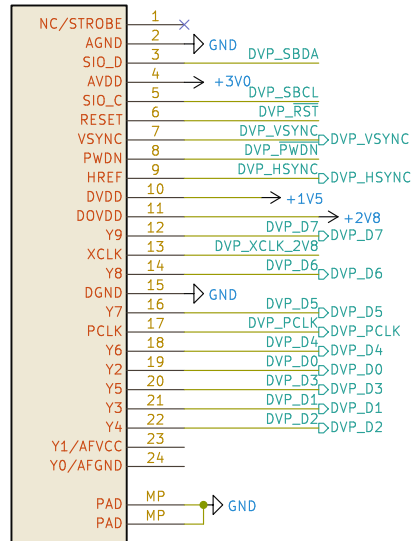 NC/STROBE 1
AGND 2 GND
SIO_D 3 DVP_SBDA
AVDD 4 +3V0
SIO_C 5 DVP_SBCL
RESET 6 DVP_RST
VSYNC 7 DVP_VSYNC DVP_VSYNC
PWDN 8 DVP_PWDN
HREF 9 DVP_HSYNC DVP_HSYNC
DVDD 10 +1V5
DOVDD 11 +2V8
Y9 12 DVP_D7 DVP_D7
XCLK 13 DVP_XCLK_2V8
Y8 14 DVP_D6 DVP_D6
DGND 15 GND
Y7 16 DVP_D5 DVP_D5
PCLK 17 DVP_PCLK DVP_PCLK
Y6 18 DVP_D4 DVP_D4
Y2 19 DVP_D0 DVP_D0
Y5 20 DVP_D3 DVP_D3
Y3 21 DVP_D1 DVP_D1
Y4 22 DVP_D2 DVP_D2
Y1/AFVCC 23
Y0/AFGND 24
PAD MP GND
PAD MP